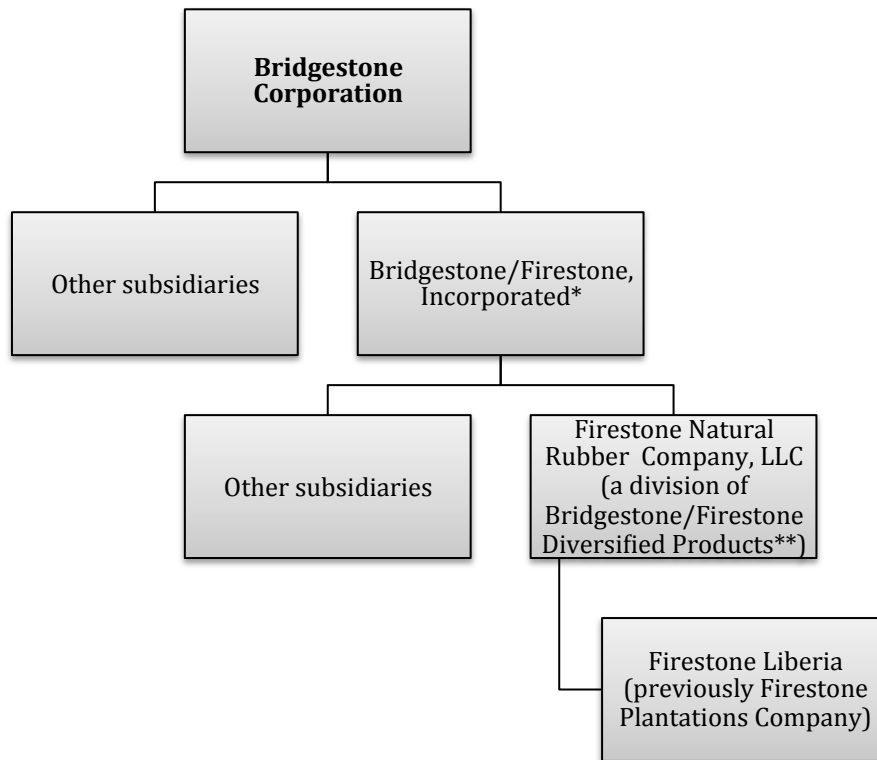 Bridgestone
Corporation
Other subsidiaries
Bridgestone/Firestone,
Incorporated*
Other subsidiaries
Firestone Natural
Rubber Company, LLC
(a division of
Bridgestone/Firestone
Diversified Products**)
Firestone Liberia
(previously Firestone
Plantations Company)